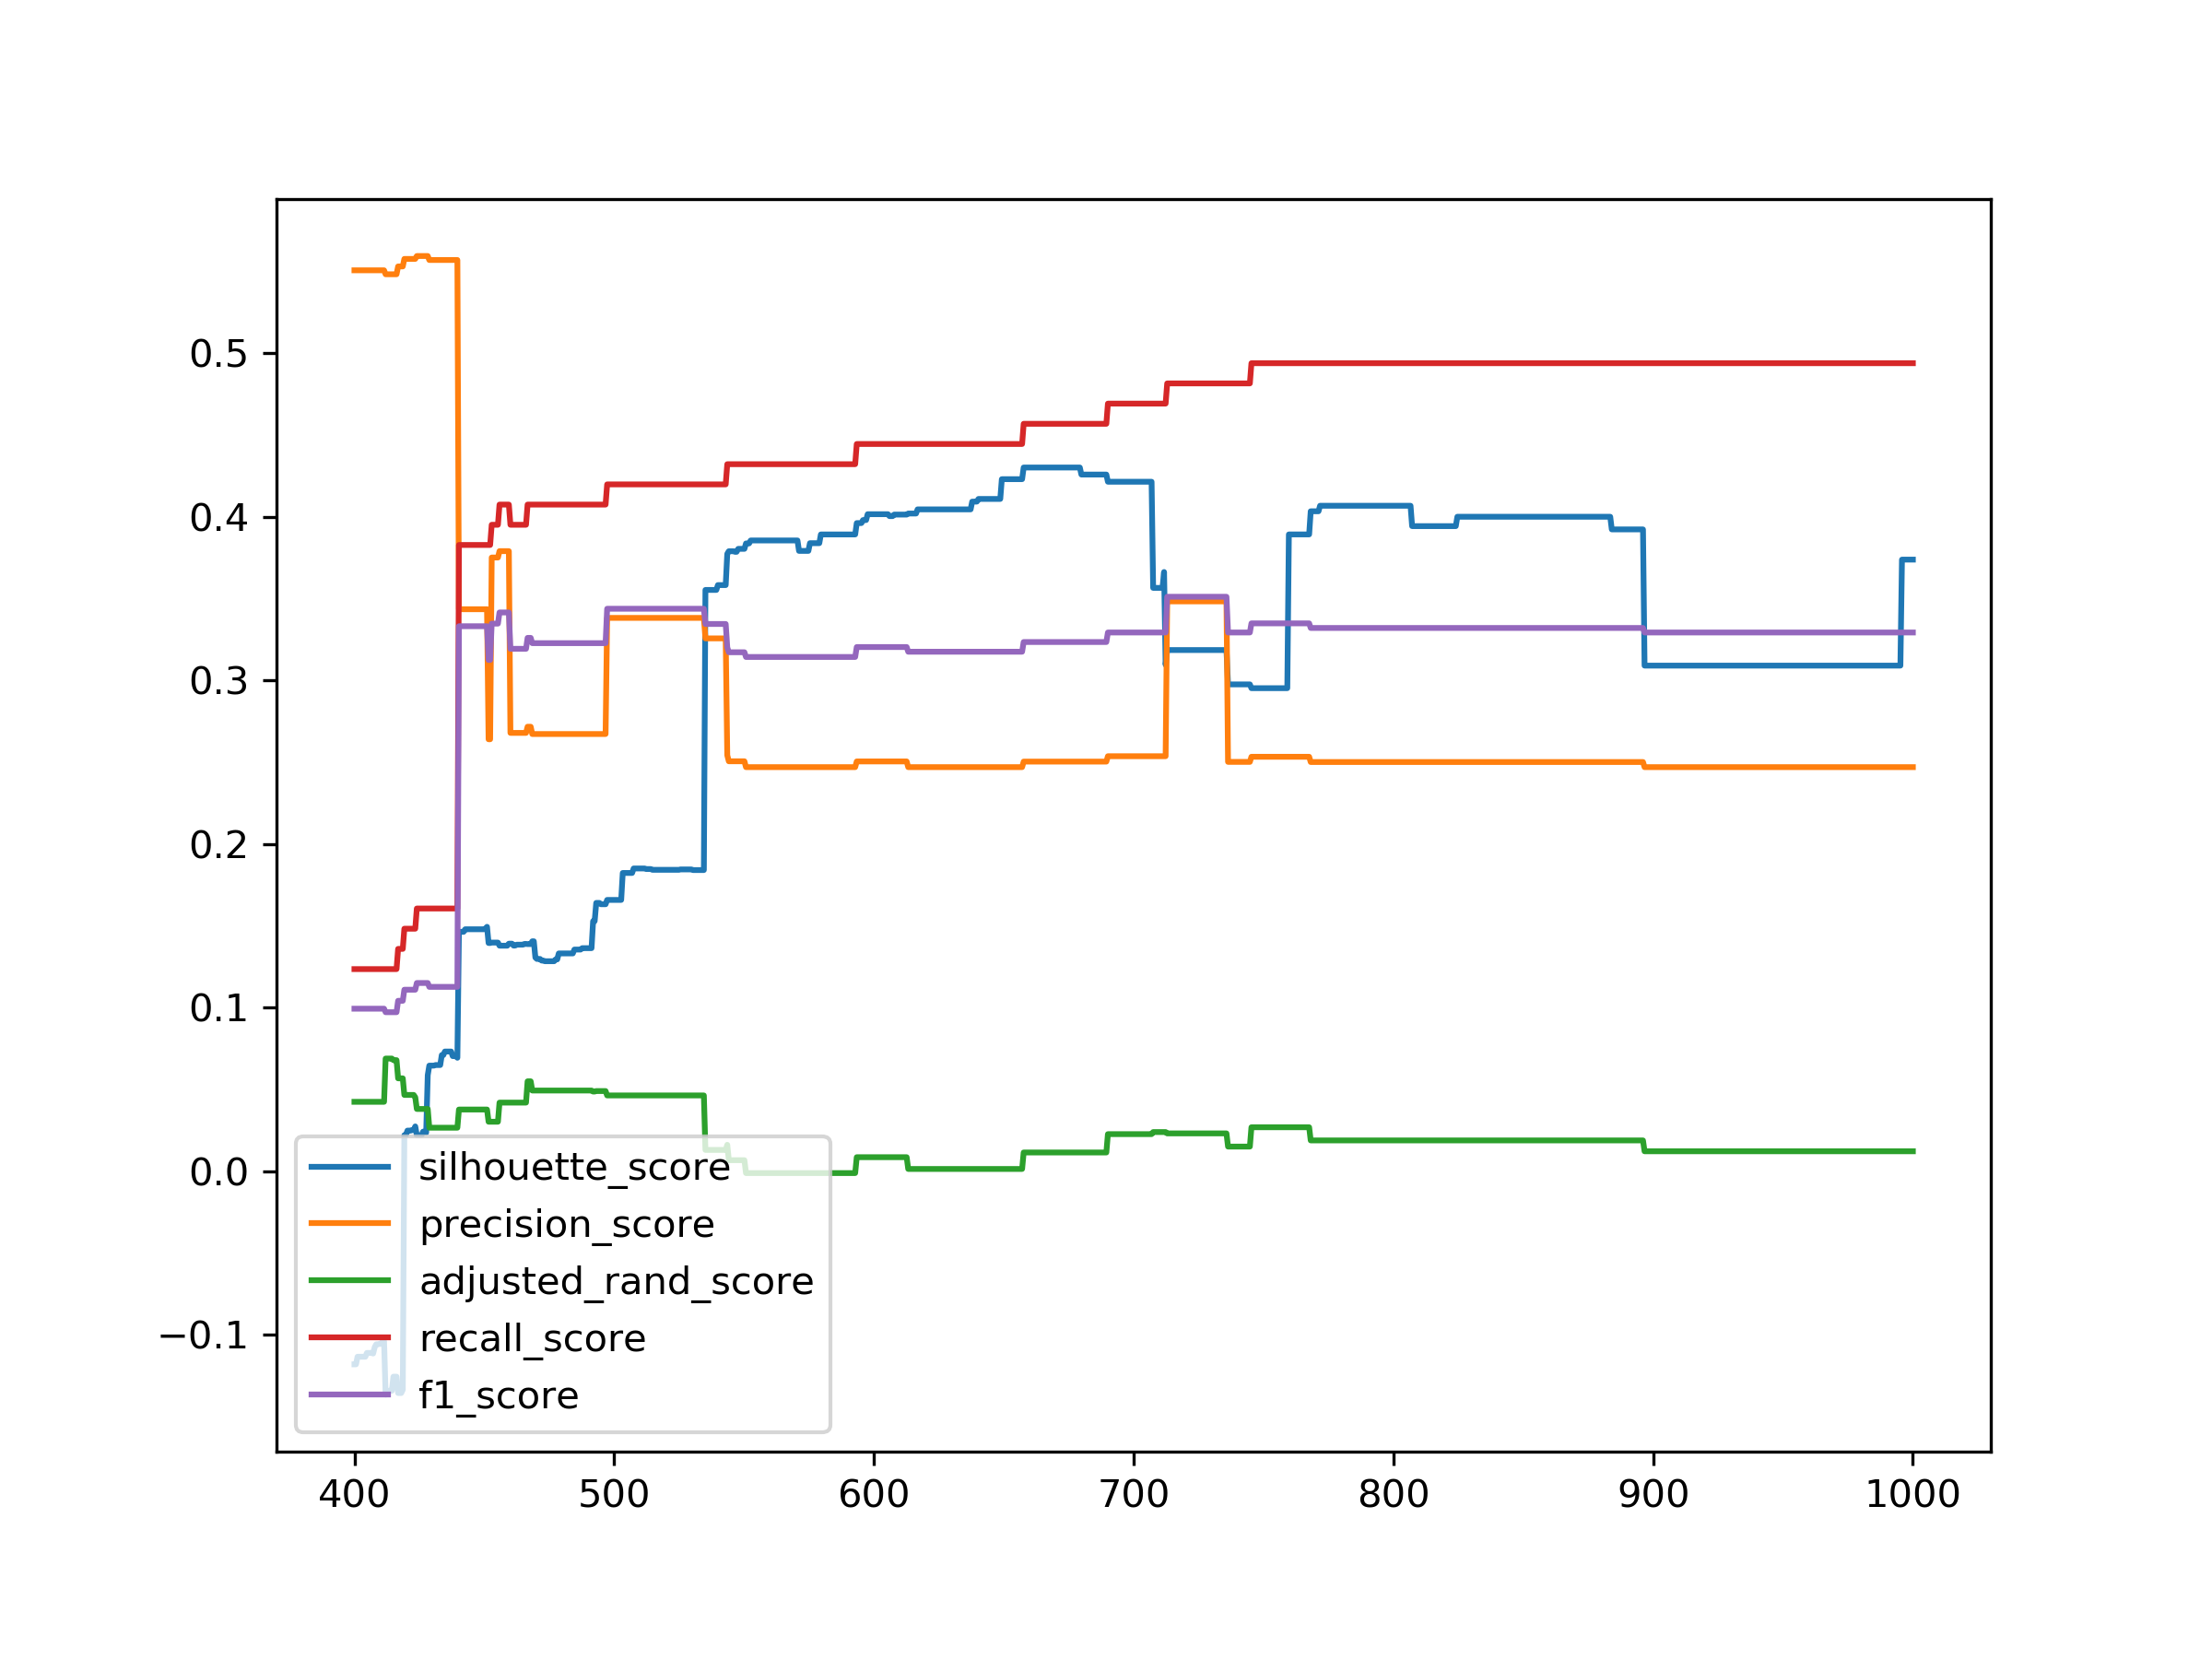 0.5
0.4
0.3
0.2
0.1
0.0
−0.1
silhouette_score
precision_score
adjusted_rand_score
recall_score
f1_score
400 500 600 700 800 900 1000